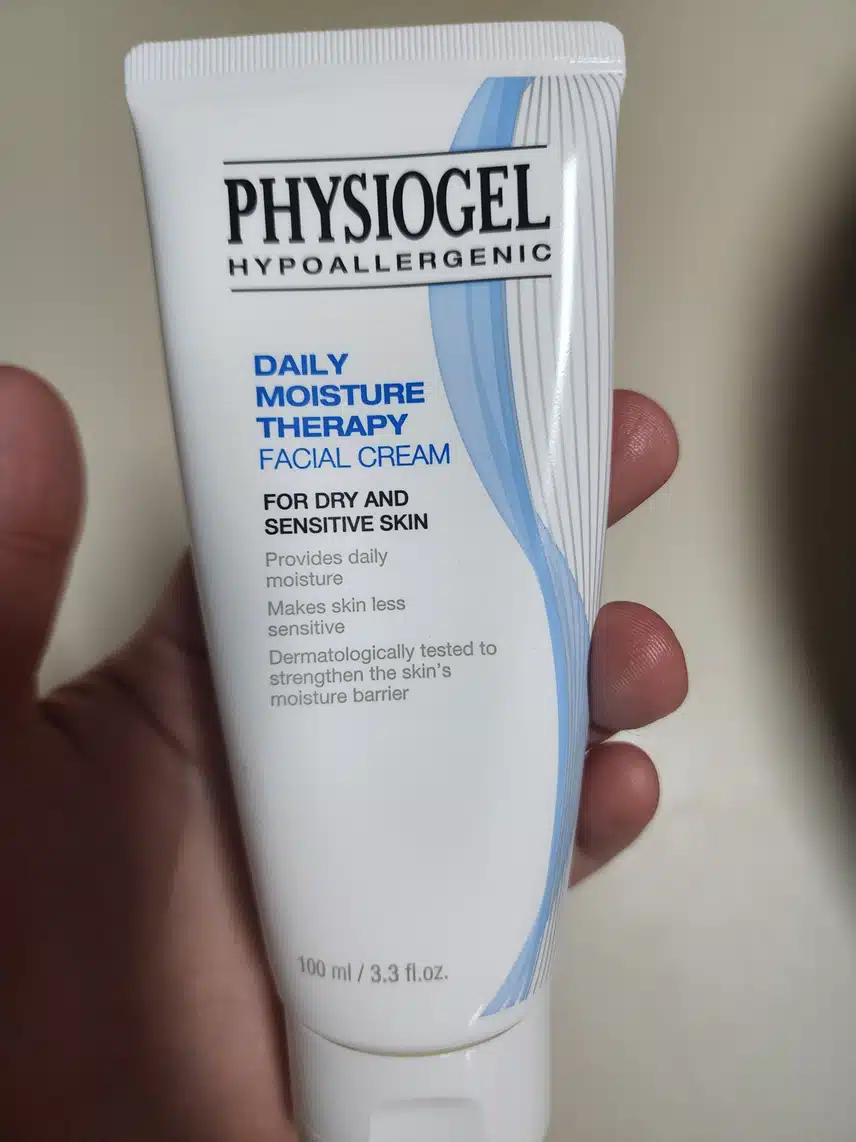 PHYSIOGEL
HYPOALLERGENIC
DAILY
MOISTURE
THERAPY
FACIAL CREAM
FOR DRY AND
SENSITIVE SKIN
Provides daily
moisture
Makes skin less
sensitive
Dermatologically tested to
strengthen the skin's
moisture barrier
100 ml / 3.3 fl.oz.